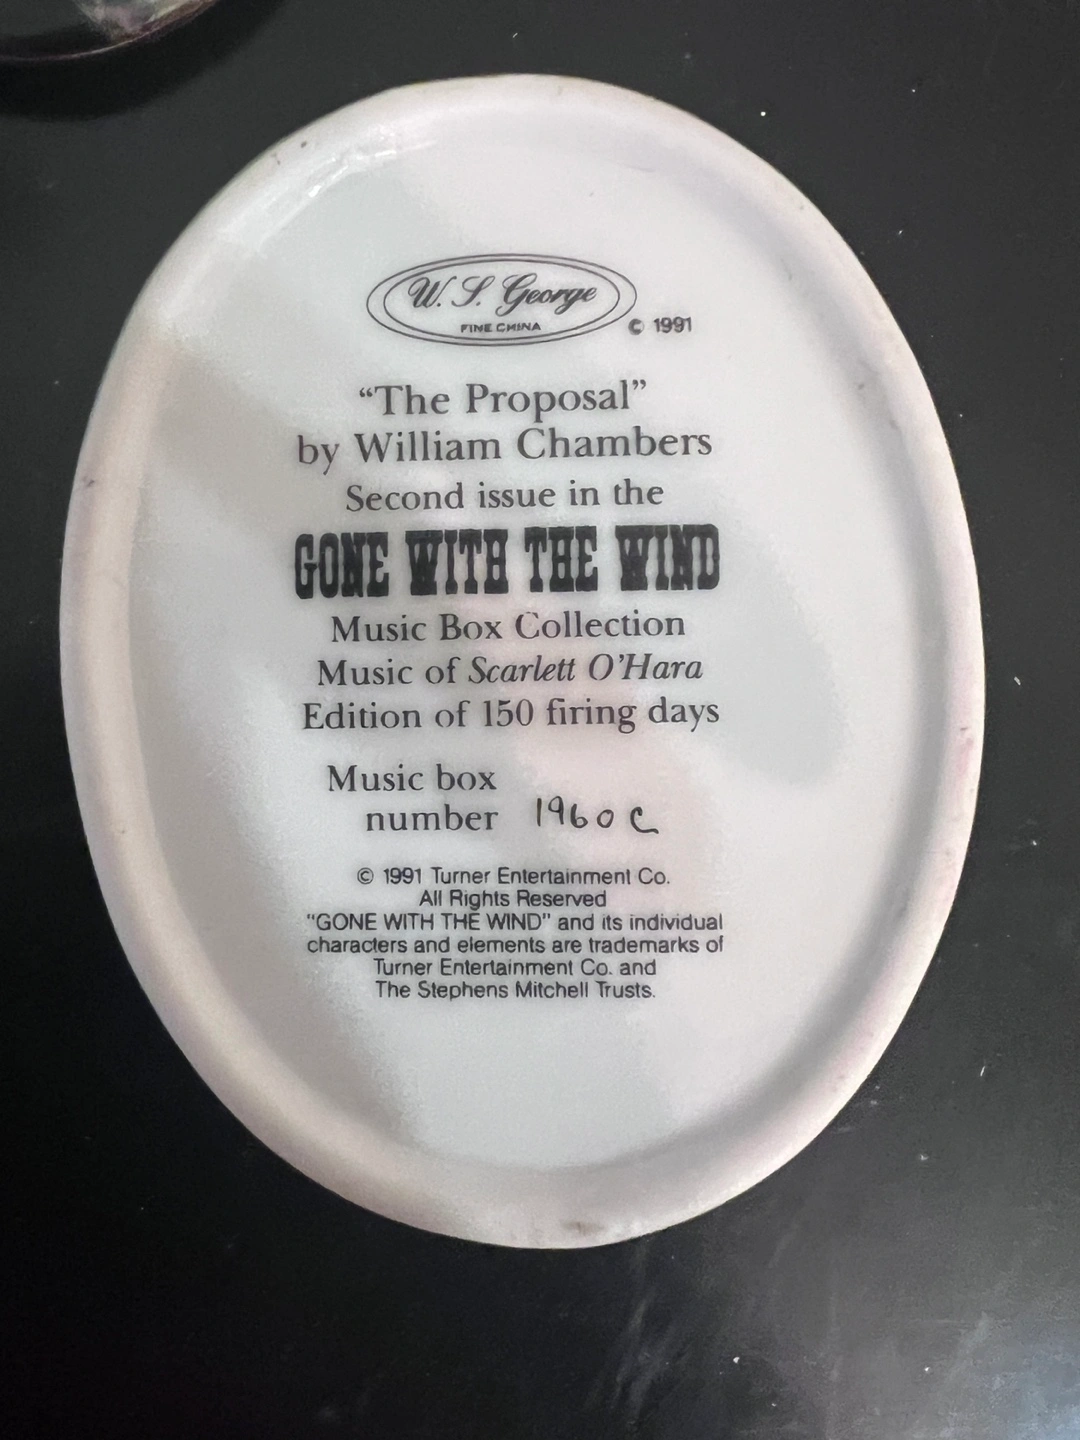 W. S. George
FINE CHINA
© 1991
“The Proposal”
by William Chambers
Second issue in the
GONE WITH THE WIND
Music Box Collection
Music of Scarlett O’Hara
Edition of 150 firing days
Music box
number 1960 C
© 1991 Turner Entertainment Co.
All Rights Reserved
"GONE WITH THE WIND" and its individual
characters and elements are trademarks of
Turner Entertainment Co. and
The Stephens Mitchell Trusts.